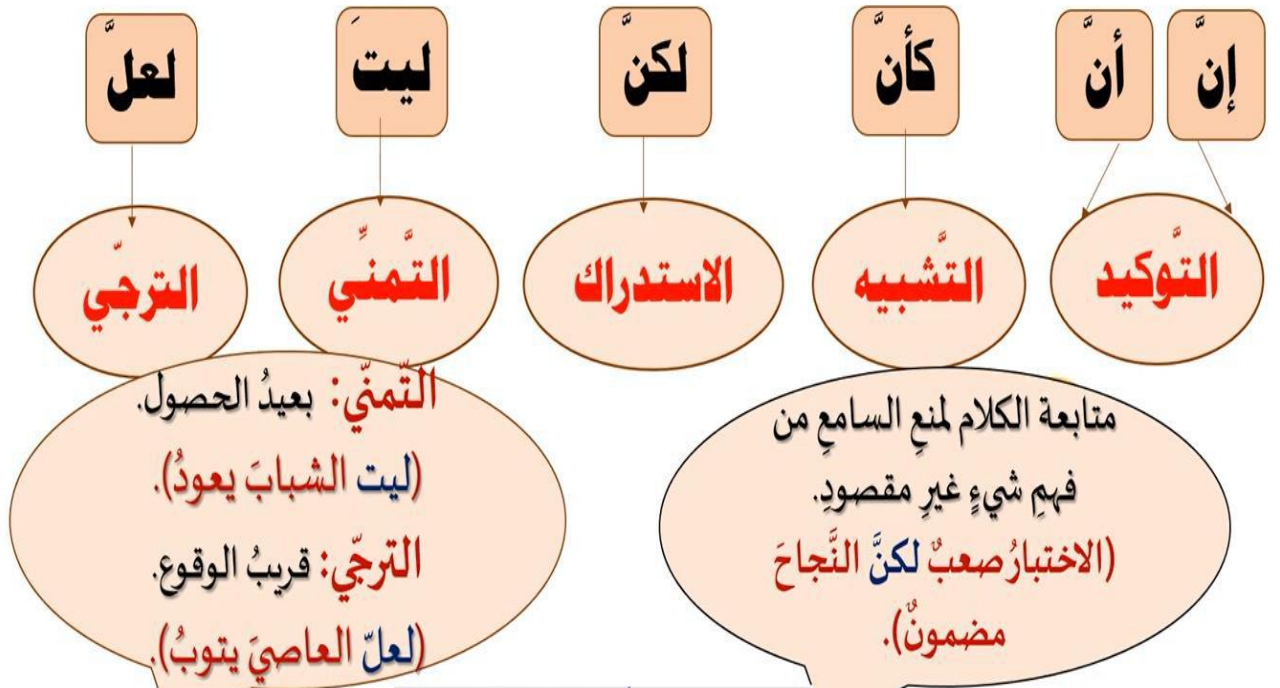 إنَّ أنَّ كأنَّ لكنَّ ليتَ لعلَّ
التَّوكيد التَّشبيه الاستدراك التَّمنِّي الترجّي
متابعة الكلام لمنعِ السامعِ من
فهمِ شيءٍ غيرِ مقصودِ.
(الاختبارُ صعبٌ لكنَّ النَّجاحَ
مضمونٌ).
التّمنّي: بعيدُ الحصول.
(ليت الشبابَ يعودُ).
الترجّي: قريبُ الوقوع.
(لعلّ العاصيَ يتوبُ).